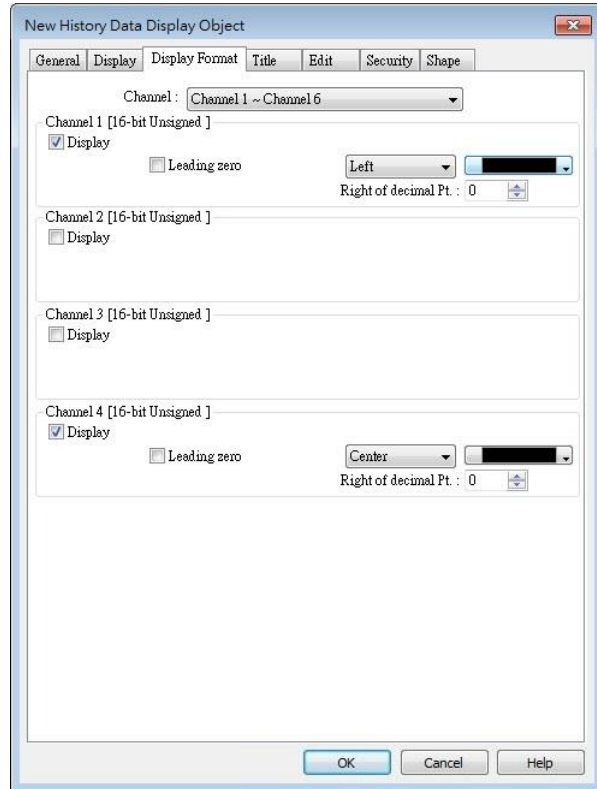 New History Data Display Object
General Display Display Format Title Edit Security Shape
Channel : Channel 1 ~ Channel 6
Channel 1 [16-bit Unsigned ]
Display
Leading zero Left
Right of decimal Pt. : 0
Channel 2 [16-bit Unsigned ]
Display
Channel 3 [16-bit Unsigned ]
Display
Channel 4 [16-bit Unsigned ]
Display
Leading zero Center
Right of decimal Pt. : 0
OK Cancel Help